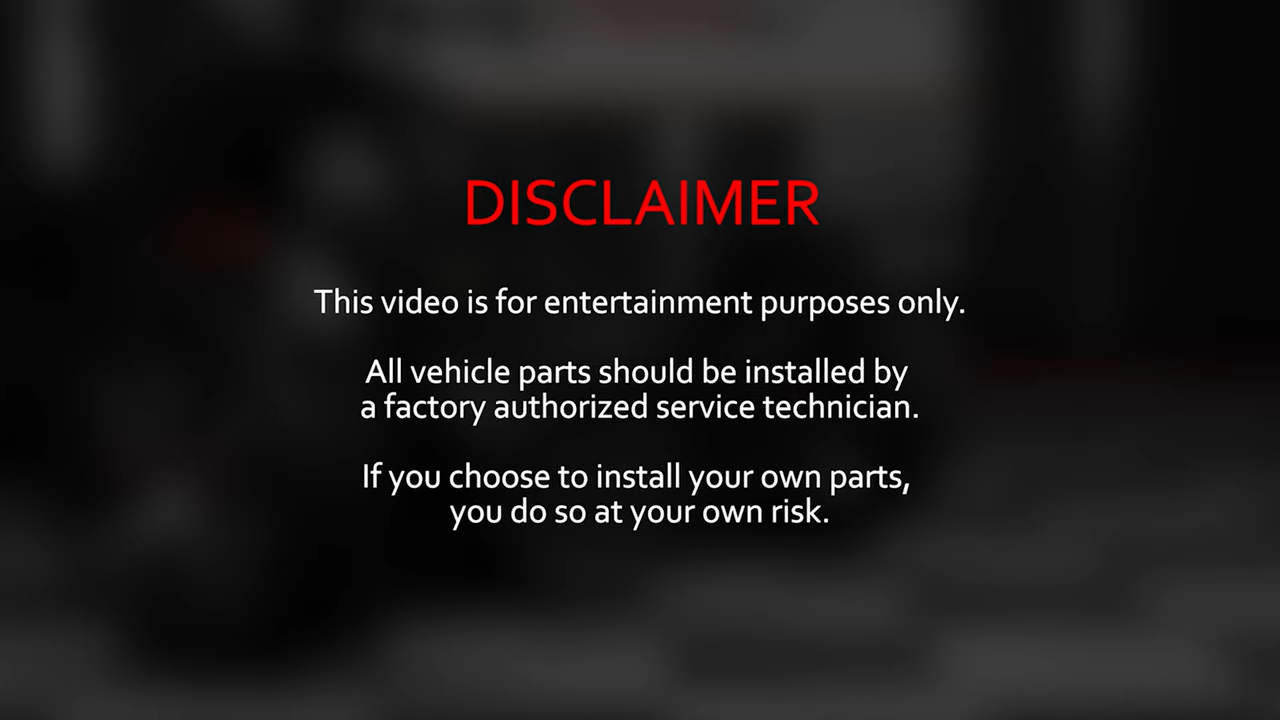 DISCLAIMER
This video is for entertainment purposes only.
All vehicle parts should be installed by
a factory authorized service technician.
If you choose to install your own parts,
you do so at your own risk.